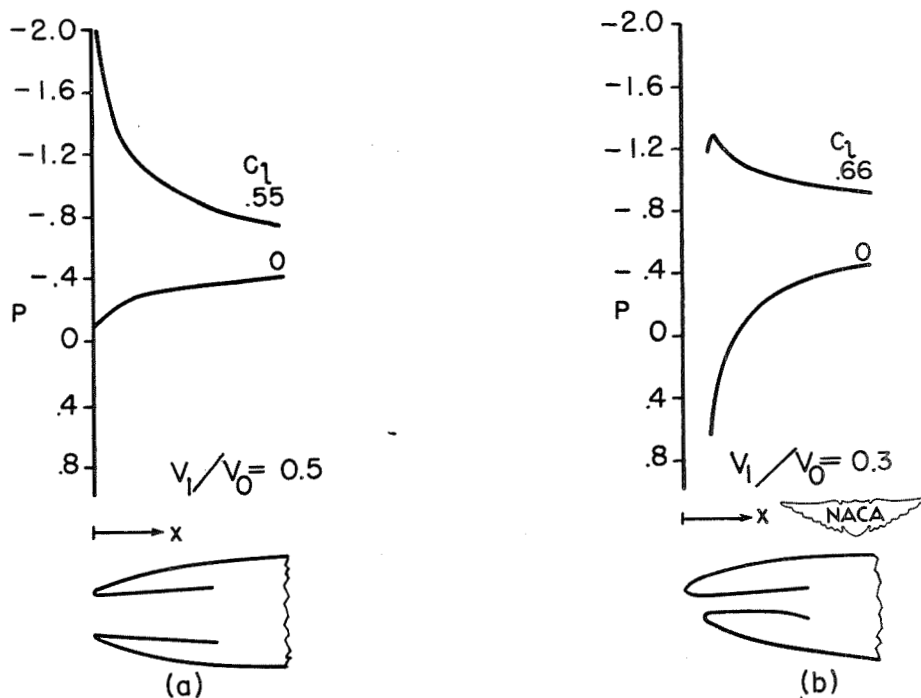 -2.0
-1.6
-1.2
-.8
-.4
P
0
.4
.8
C_l
.55
0
V_1/V_0 = 0.5
x
(a)
-2.0
-1.6
-1.2
-.8
-.4
P
0
.4
.8
C_l
.66
0
V_1/V_0 = 0.3
x
NACA
(b)